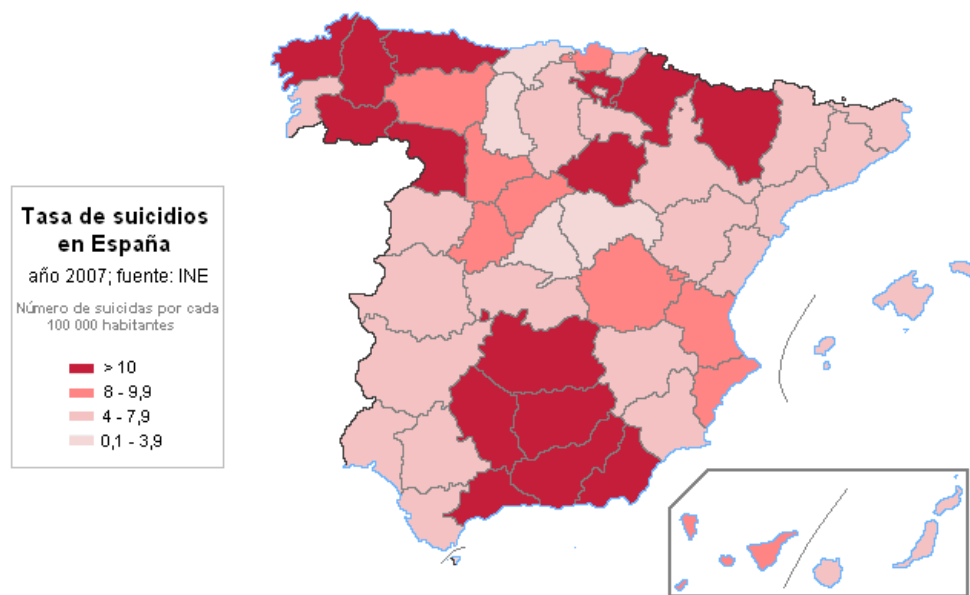 Tasa de suicidios
en España
año 2007; fuente: INE
Número de suicidas por cada
100 000 habitantes
> 10
8 - 9,9
4 - 7,9
0,1 - 3,9